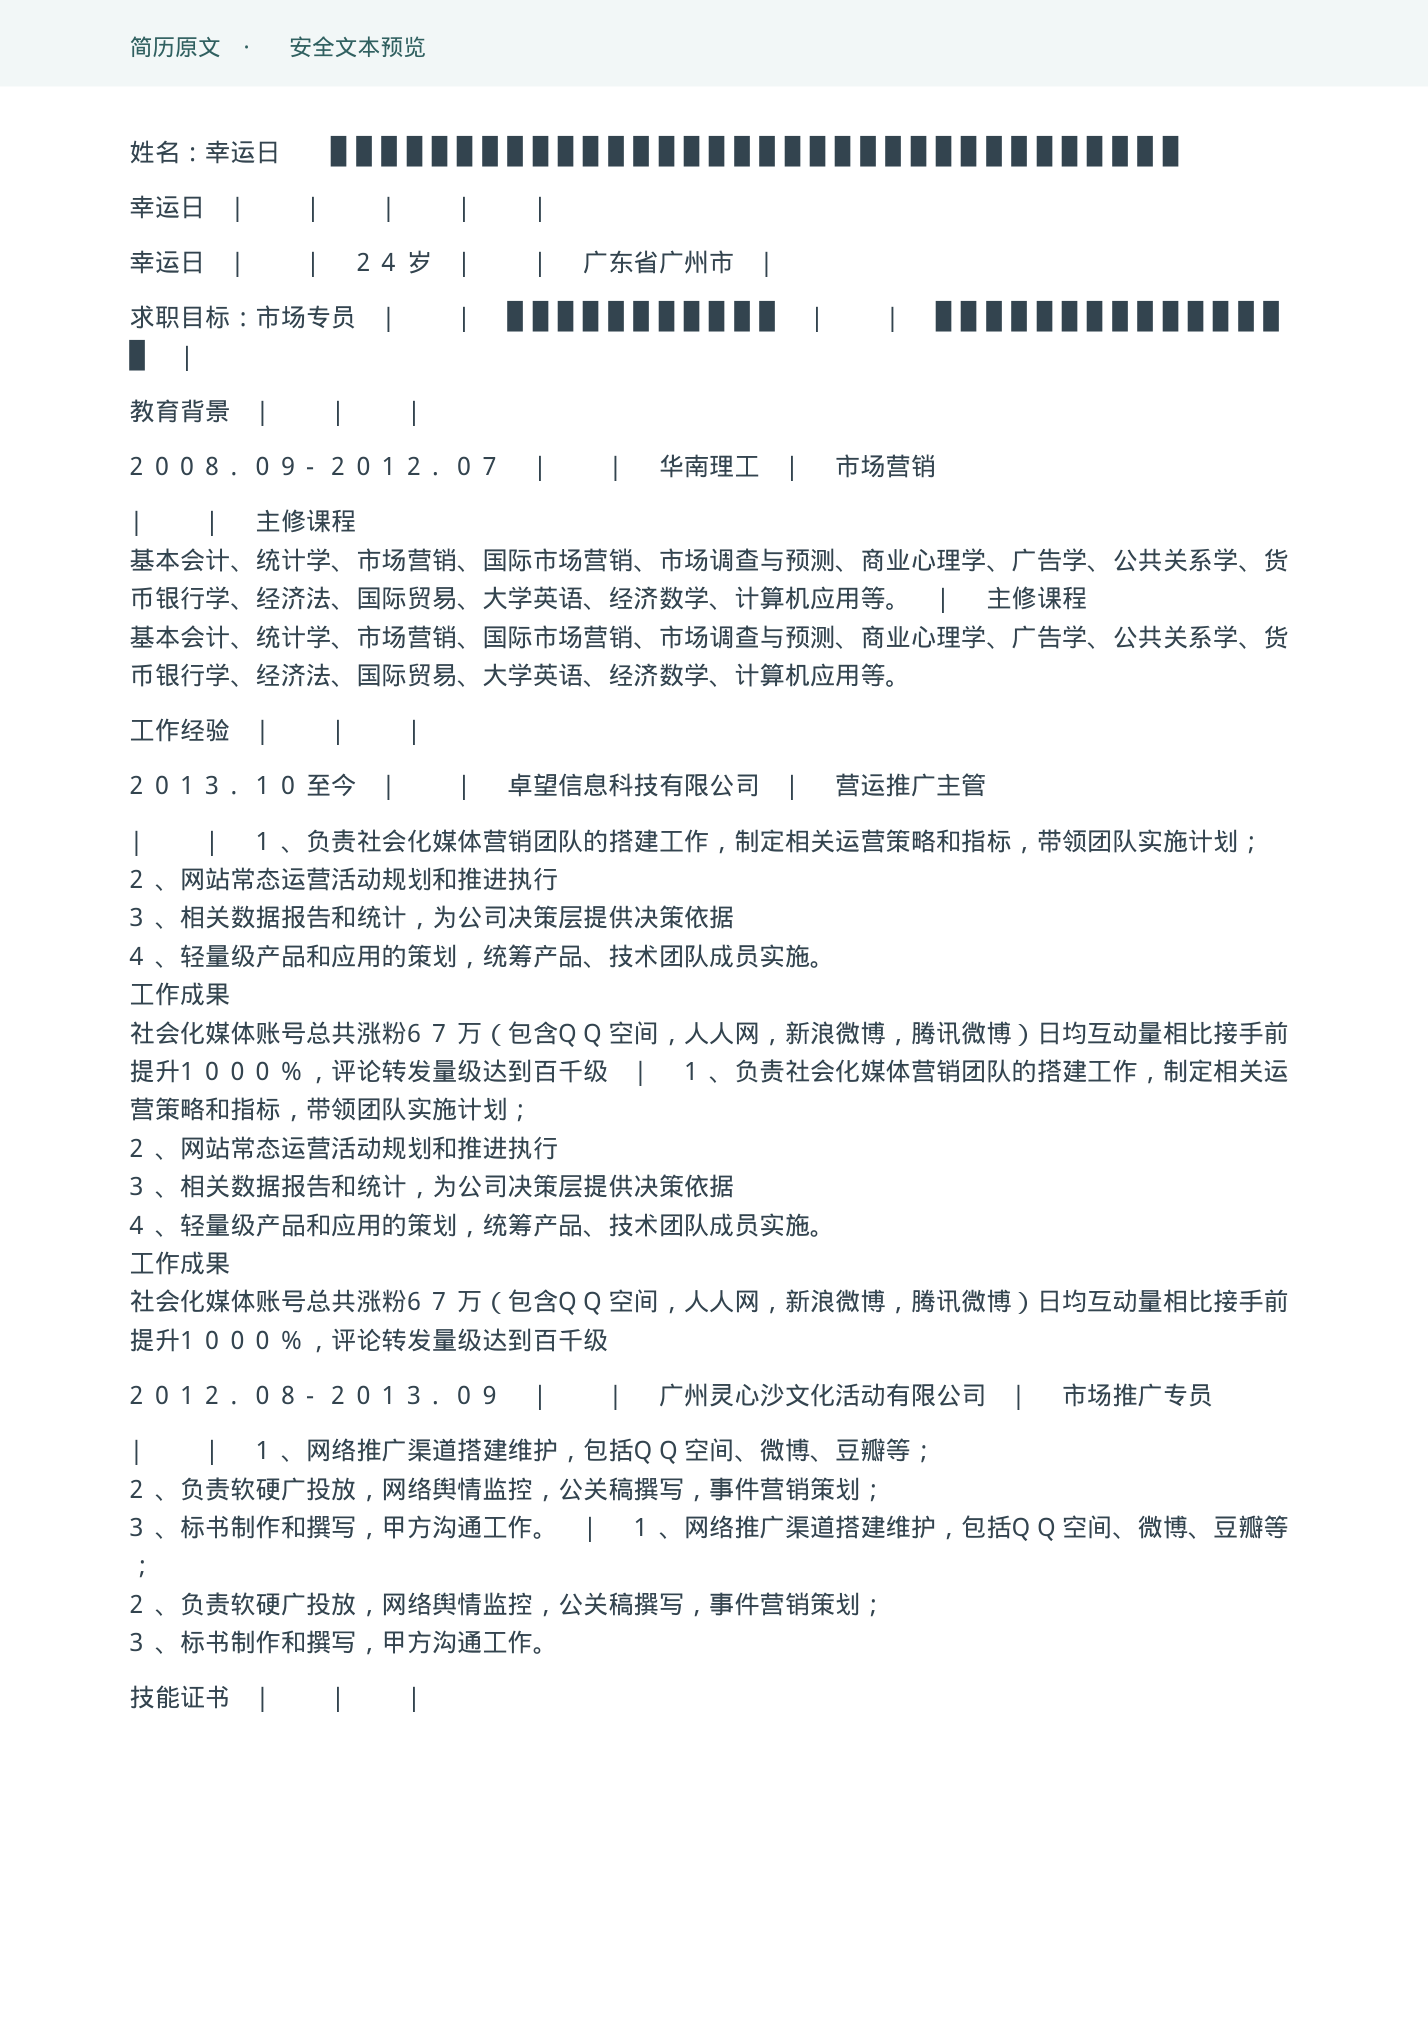 简历原文 · 安全文本预览
姓名：幸运日
幸运日 | | | | |
幸运日 | | 24岁 | | 广东省广州市 |
求职目标：市场专员 | | | | 
|
教育背景 | | |
2008.09-2012.07 | | 华南理工 | 市场营销
| | 主修课程
基本会计、统计学、市场营销、国际市场营销、市场调查与预测、商业心理学、广告学、公共关系学、货
币银行学、经济法、国际贸易、大学英语、经济数学、计算机应用等。 | 主修课程
基本会计、统计学、市场营销、国际市场营销、市场调查与预测、商业心理学、广告学、公共关系学、货
币银行学、经济法、国际贸易、大学英语、经济数学、计算机应用等。
工作经验 | | |
2013.10至今 | | 卓望信息科技有限公司 | 营运推广主管
| | 1、负责社会化媒体营销团队的搭建工作，制定相关运营策略和指标，带领团队实施计划；
2、网站常态运营活动规划和推进执行
3、相关数据报告和统计，为公司决策层提供决策依据
4、轻量级产品和应用的策划，统筹产品、技术团队成员实施。
工作成果
社会化媒体账号总共涨粉67万（包含QQ空间，人人网，新浪微博，腾讯微博）日均互动量相比接手前
提升1000%，评论转发量级达到百千级 | 1、负责社会化媒体营销团队的搭建工作，制定相关运
营策略和指标，带领团队实施计划；
2、网站常态运营活动规划和推进执行
3、相关数据报告和统计，为公司决策层提供决策依据
4、轻量级产品和应用的策划，统筹产品、技术团队成员实施。
工作成果
社会化媒体账号总共涨粉67万（包含QQ空间，人人网，新浪微博，腾讯微博）日均互动量相比接手前
提升1000%，评论转发量级达到百千级
2012.08-2013.09 | | 广州灵心沙文化活动有限公司 | 市场推广专员
| | 1、网络推广渠道搭建维护，包括QQ空间、微博、豆瓣等；
2、负责软硬广投放，网络舆情监控，公关稿撰写，事件营销策划；
3、标书制作和撰写，甲方沟通工作。 | 1、网络推广渠道搭建维护，包括QQ空间、微博、豆瓣等
；
2、负责软硬广投放，网络舆情监控，公关稿撰写，事件营销策划；
3、标书制作和撰写，甲方沟通工作。
技能证书 | | |